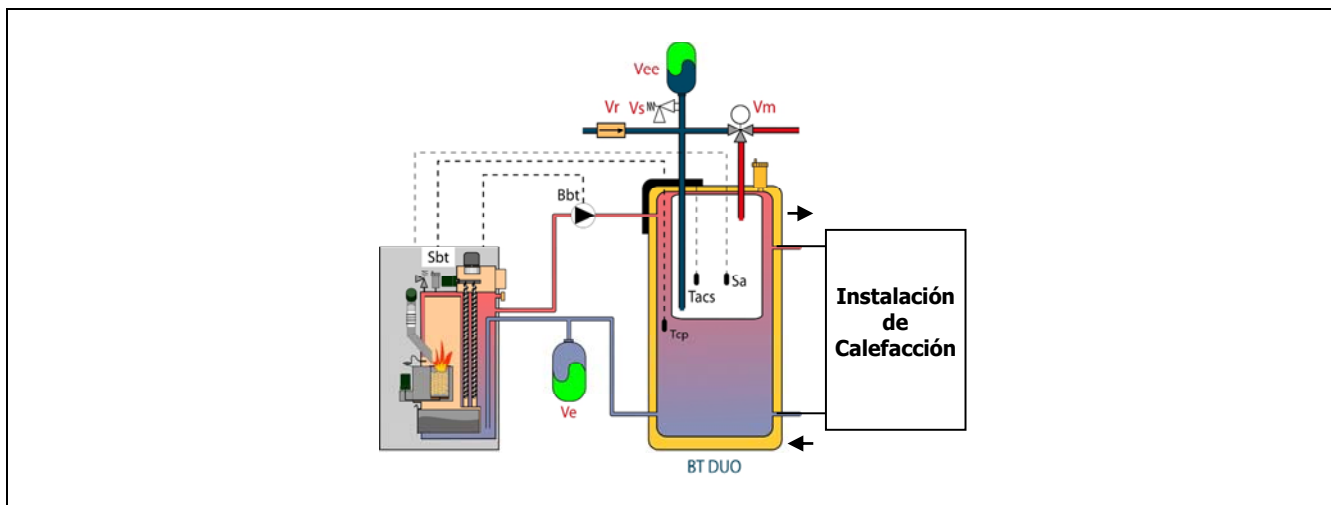 Vee
Vr
Vs
Vm
Bbt
Sbt
Tacs
Sa
Tcp
Ve
Instalación
de
Calefacción
BT DUO